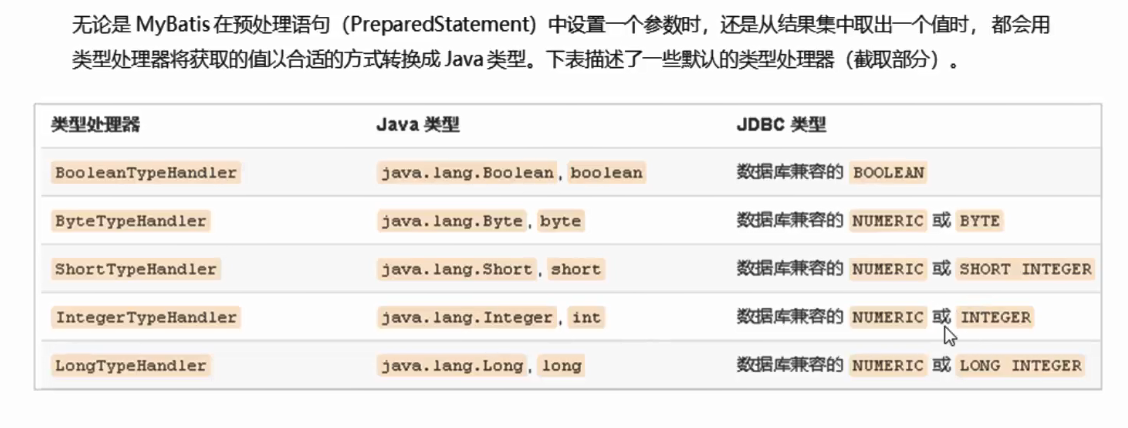 无论是 MyBatis 在预处理语句（PreparedStatement）中设置一个参数时，还是从结果集中取出一个值时， 都会用
类型处理器将获取的值以合适的方式转换成 Java 类型。下表描述了一些默认的类型处理器（截取部分）。
类型处理器 Java 类型 JDBC 类型
BooleanTypeHandler java.lang.Boolean, boolean 数据库兼容的 BOOLEAN
ByteTypeHandler java.lang.Byte, byte 数据库兼容的 NUMERIC 或 BYTE
ShortTypeHandler java.lang.Short, short 数据库兼容的 NUMERIC 或 SHORT INTEGER
IntegerTypeHandler java.lang.Integer, int 数据库兼容的 NUMERIC 或 INTEGER
LongTypeHandler java.lang.Long, long 数据库兼容的 NUMERIC 或 LONG INTEGER